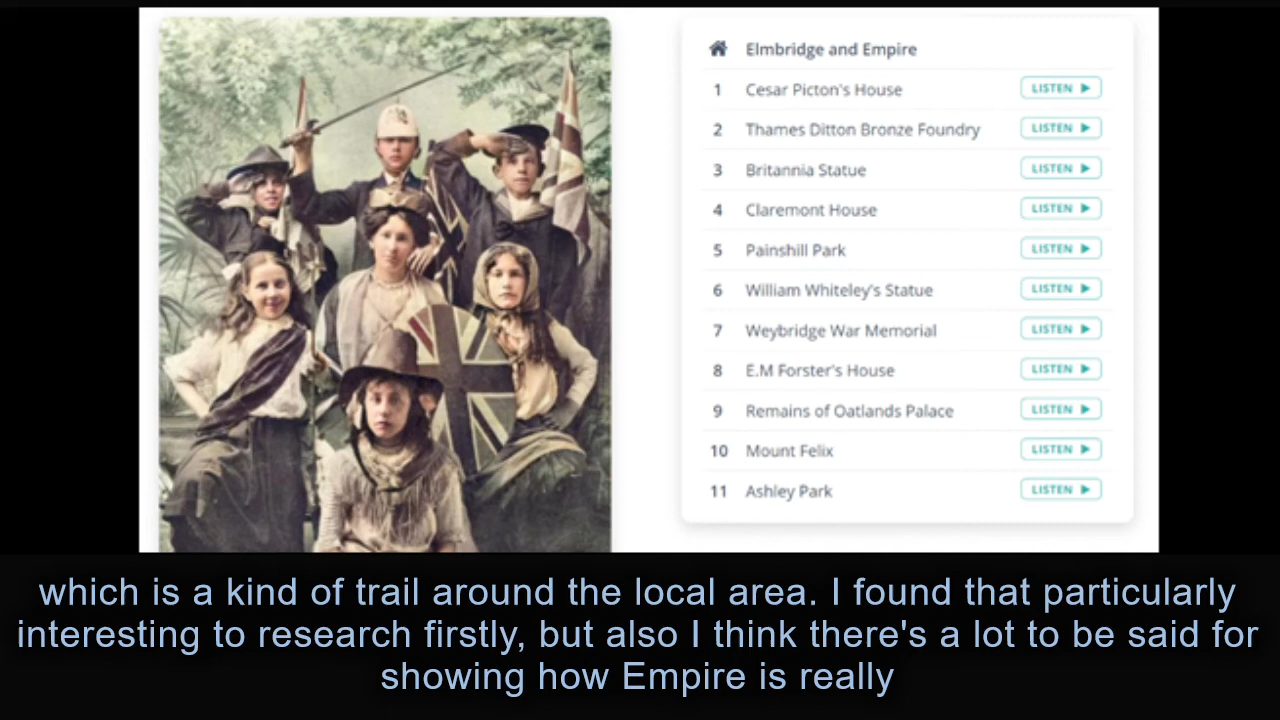 Elmbridge and Empire
1 Cesar Picton's House LISTEN
2 Thames Ditton Bronze Foundry LISTEN
3 Britannia Statue LISTEN
4 Claremont House LISTEN
5 Painshill Park LISTEN
6 William Whiteley's Statue LISTEN
7 Weybridge War Memorial LISTEN
8 E.M Forster's House LISTEN
9 Remains of Oatlands Palace LISTEN
10 Mount Felix LISTEN
11 Ashley Park LISTEN
which is a kind of trail around the local area. I found that particularly
interesting to research firstly, but also I think there's a lot to be said for
showing how Empire is really